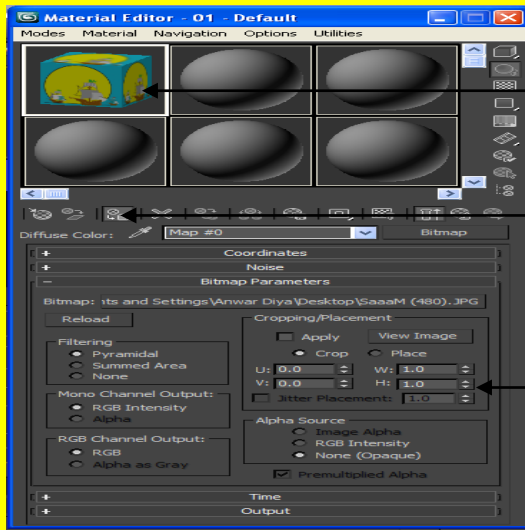 Material Editor - 01 - Default
Modes Material Navigation Options Utilities
Diffuse Color: Map #0 Bitmap
+ Coordinates
+ Noise
- Bitmap Parameters
Bitmap: nts and Settings\Anwar Diya\Desktop\SaaaM (480).JPG
Reload
Cropping/Placement
Apply View Image
Crop Place
U: 0.0 W: 1.0
V: 0.0 H: 1.0
Jitter Placement: 1.0
Filtering
Pyramidal
Summed Area
None
Mono Channel Output:
RGB Intensity
Alpha
RGB Channel Output:
RGB
Alpha as Gray
Alpha Source
Image Alpha
RGB Intensity
None (Opaque)
Premultiplied Alpha
+ Time
+ Output